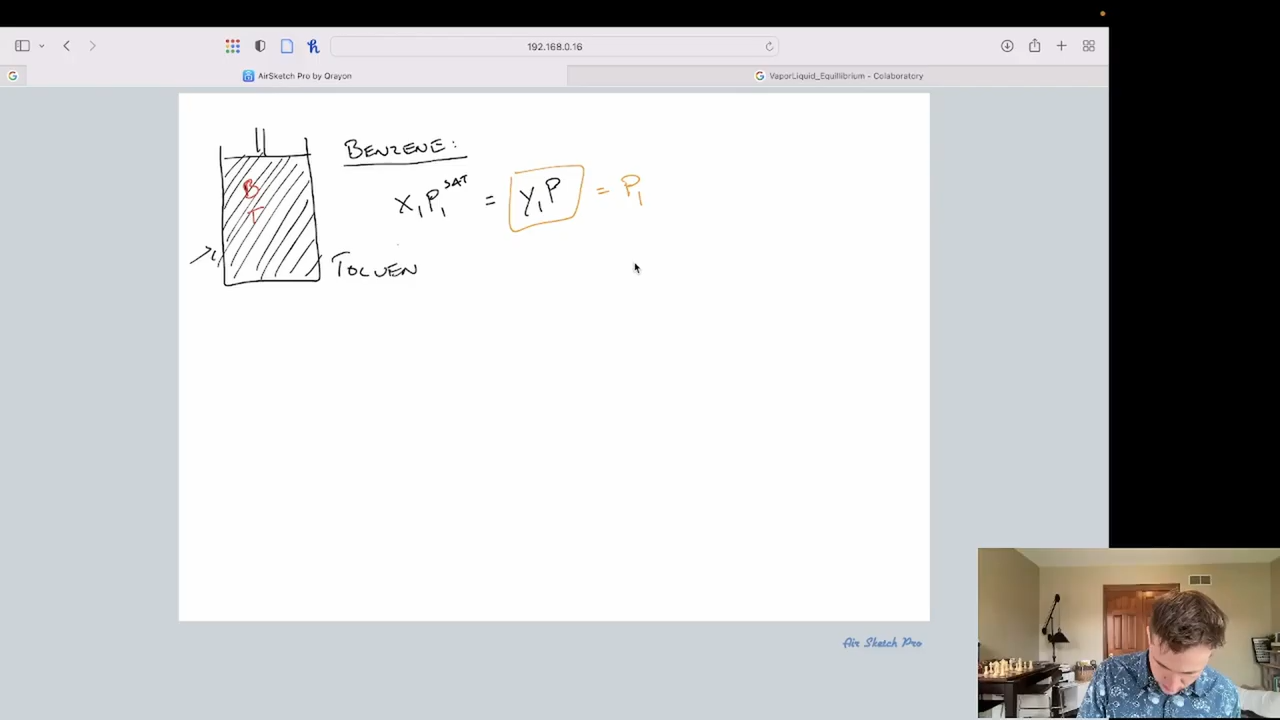 192.168.0.16
AirSketch Pro by Qrayon
VaporLiquid_Equillibrium - Colaboratory
BENZENE:
B
T
x₁P₁ˢᴬᵀ = y₁P = P₁
TOLUEN
Air Sketch Pro